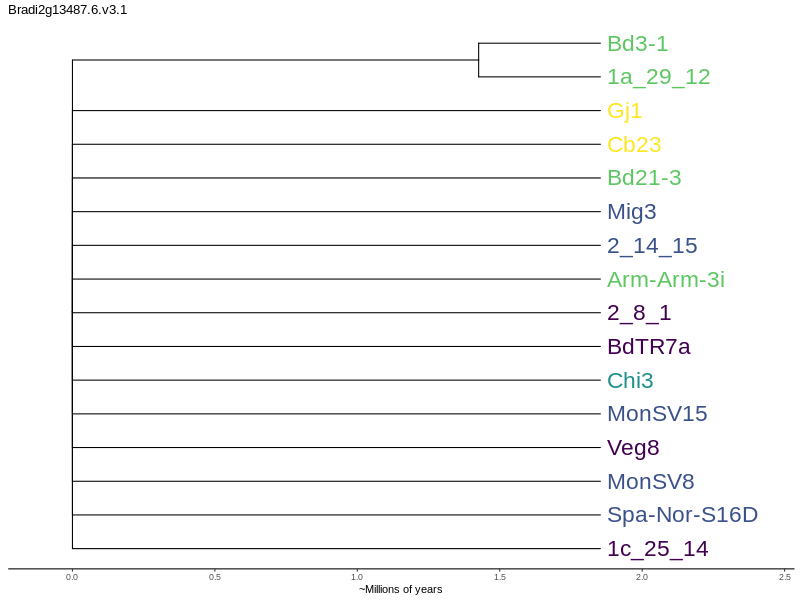 Bradi2g13487.6.v3.1
Bd3-1
1a_29_12
Gj1
Cb23
Bd21-3
Mig3
2_14_15
Arm-Arm-3i
2_8_1
BdTR7a
Chi3
MonSV15
Veg8
MonSV8
Spa-Nor-S16D
1c_25_14
0.0 0.5 1.0 1.5 2.0 2.5
~Millions of years